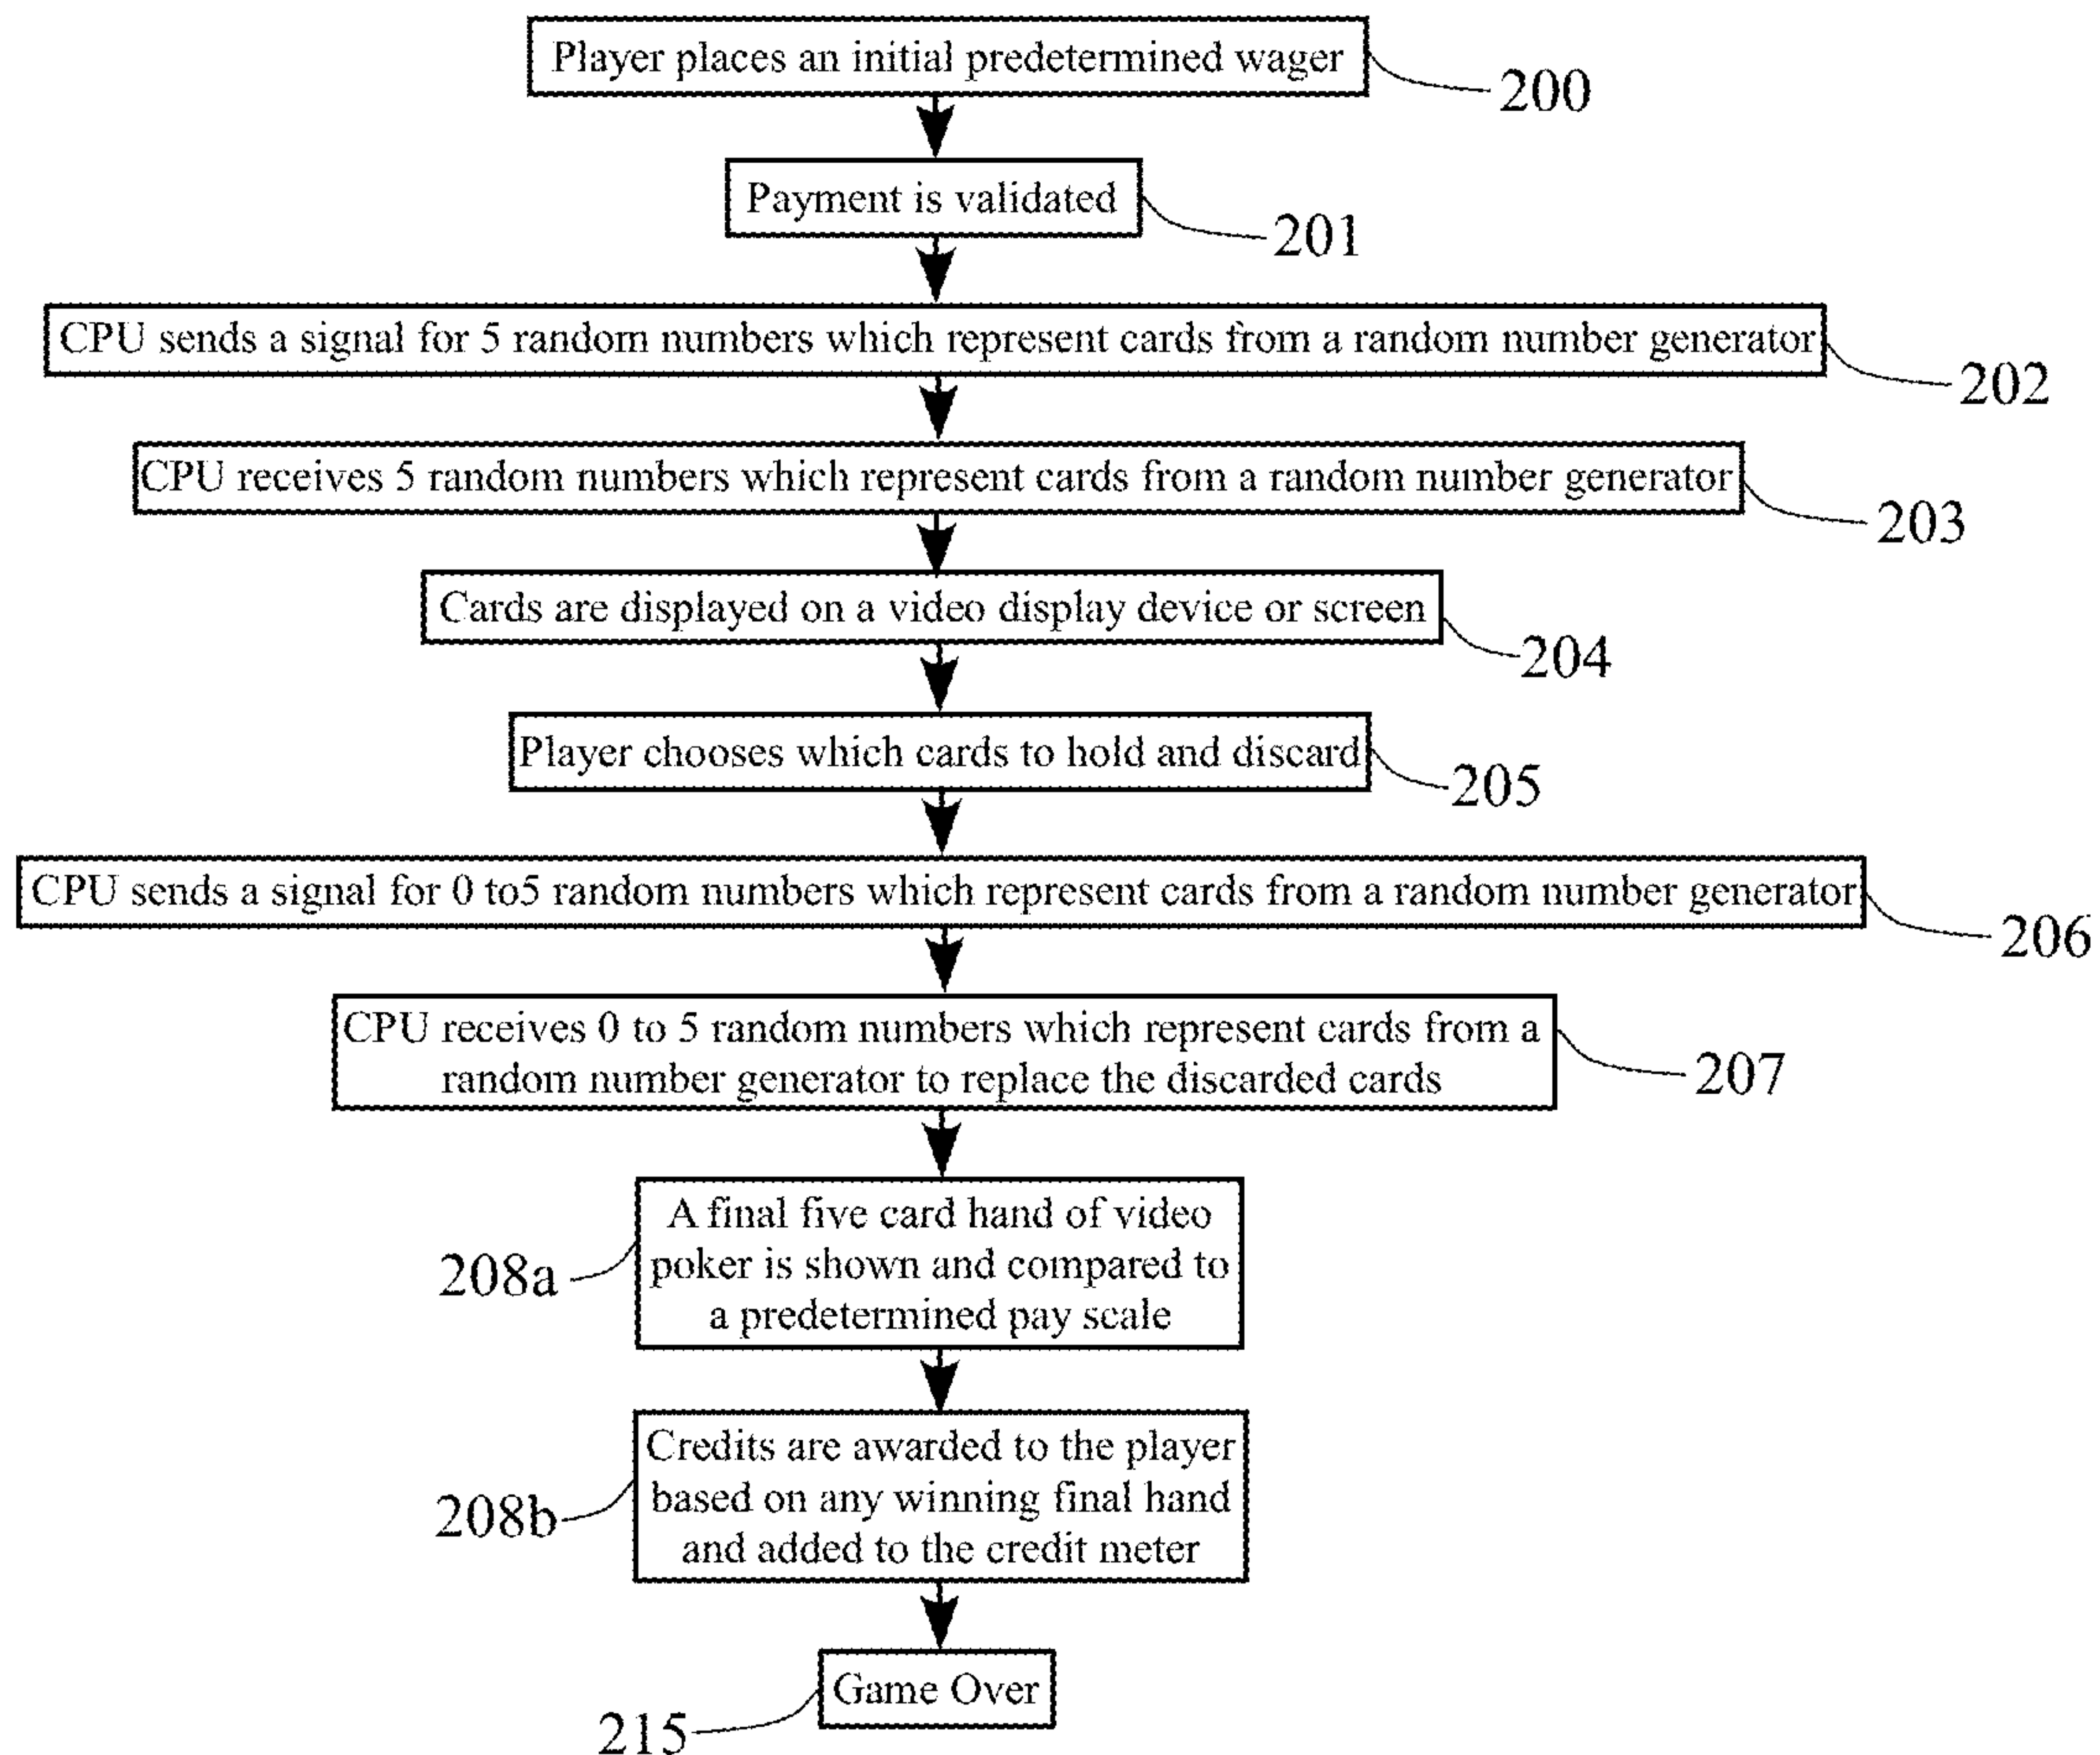 Player places an initial predetermined wager
200
Payment is validated
201
CPU sends a signal for 5 random numbers which represent cards from a random number generator
202
CPU receives 5 random numbers which represent cards from a random number generator
203
Cards are displayed on a video display device or screen
204
Player chooses which cards to hold and discard
205
CPU sends a signal for 0 to5 random numbers which represent cards from a random number generator
206
CPU receives 0 to 5 random numbers which represent cards from a
random number generator to replace the discarded cards
207
A final five card hand of video
poker is shown and compared to
a predetermined pay scale
208a
Credits are awarded to the player
based on any winning final hand
and added to the credit meter
208b
Game Over
215